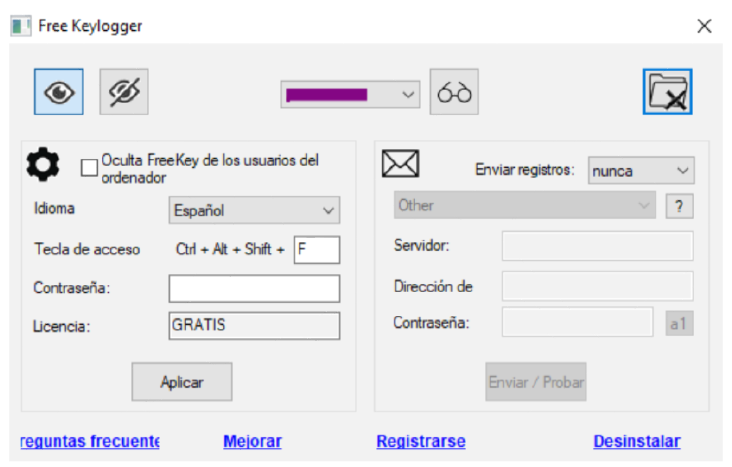 Free Keylogger
Oculta FreeKey de los usuarios del
ordenador
Idioma
Español
Tecla de acceso
Ctrl + Alt + Shift +
F
Contraseña:
Licencia:
GRATIS
Aplicar
Enviar registros:
nunca
Other
?
Servidor:
Dirección de
Contraseña:
a1
Enviar / Probar
reguntas frecuente
Mejorar
Registrarse
Desinstalar